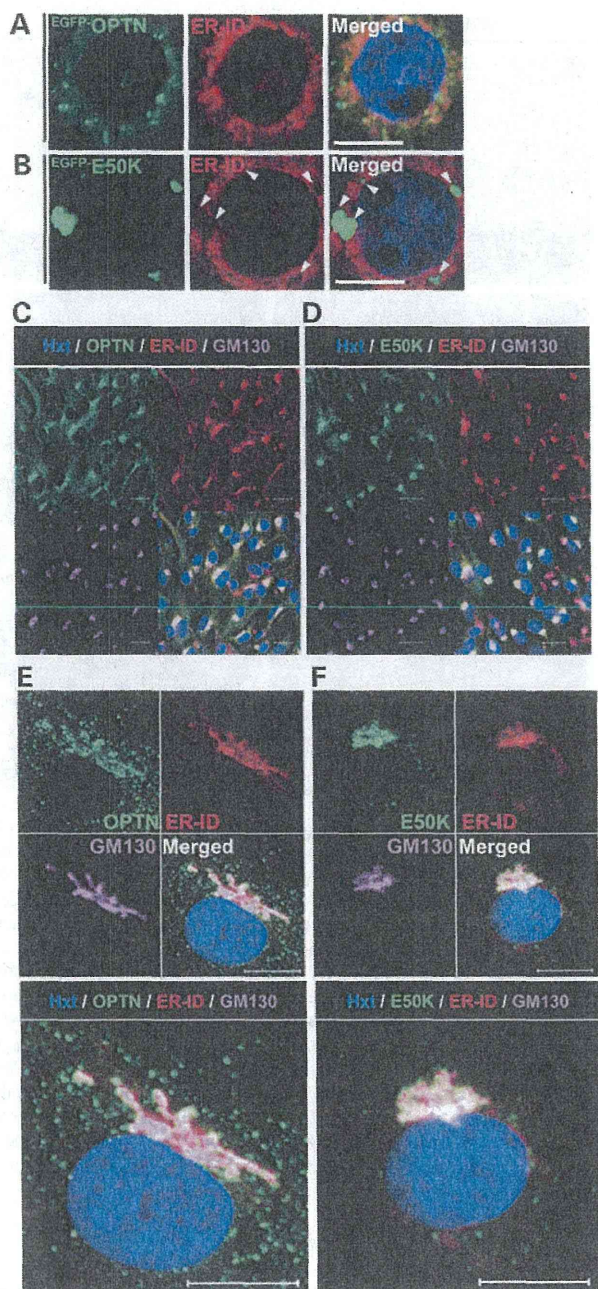 A
EGFP-OPTN ER-ID Merged
B
EGFP-E50K ER-ID Merged
C D
Hxt / OPTN / ER-ID / GM130 Hxt / E50K / ER-ID / GM130
E F
OPTN ER-ID E50K ER-ID
GM130 Merged GM130 Merged
Hxt / OPTN / ER-ID / GM130 Hxt / E50K / ER-ID / GM130